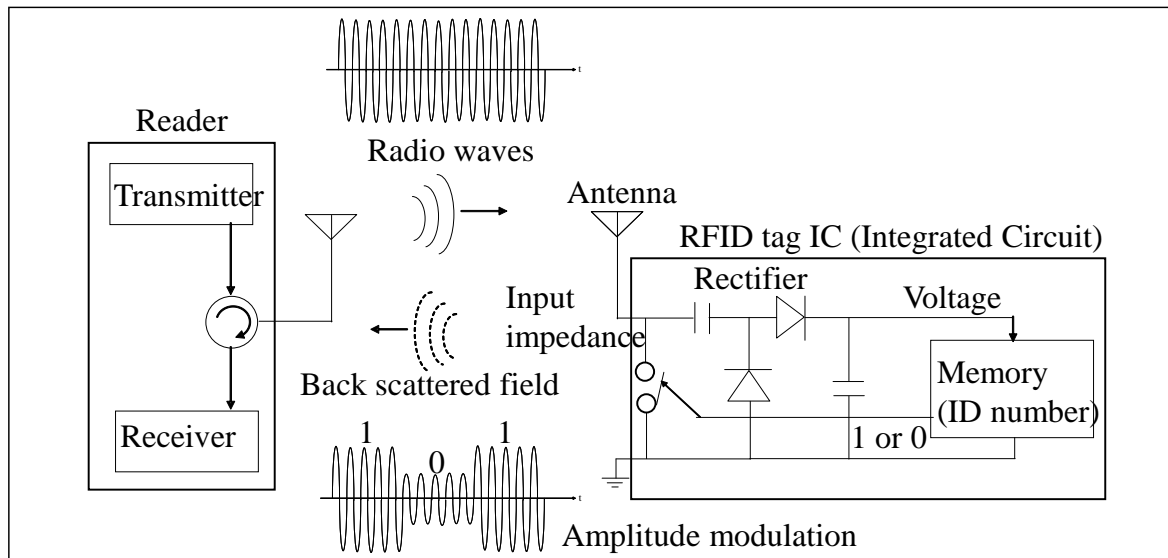 t
Reader
Radio waves
Transmitter
Antenna
RFID tag IC (Integrated Circuit)
Rectifier
Voltage
Input
impedance
Back scattered field
Memory
(ID number)
1 or 0
Receiver
1 0 1
t
Amplitude modulation